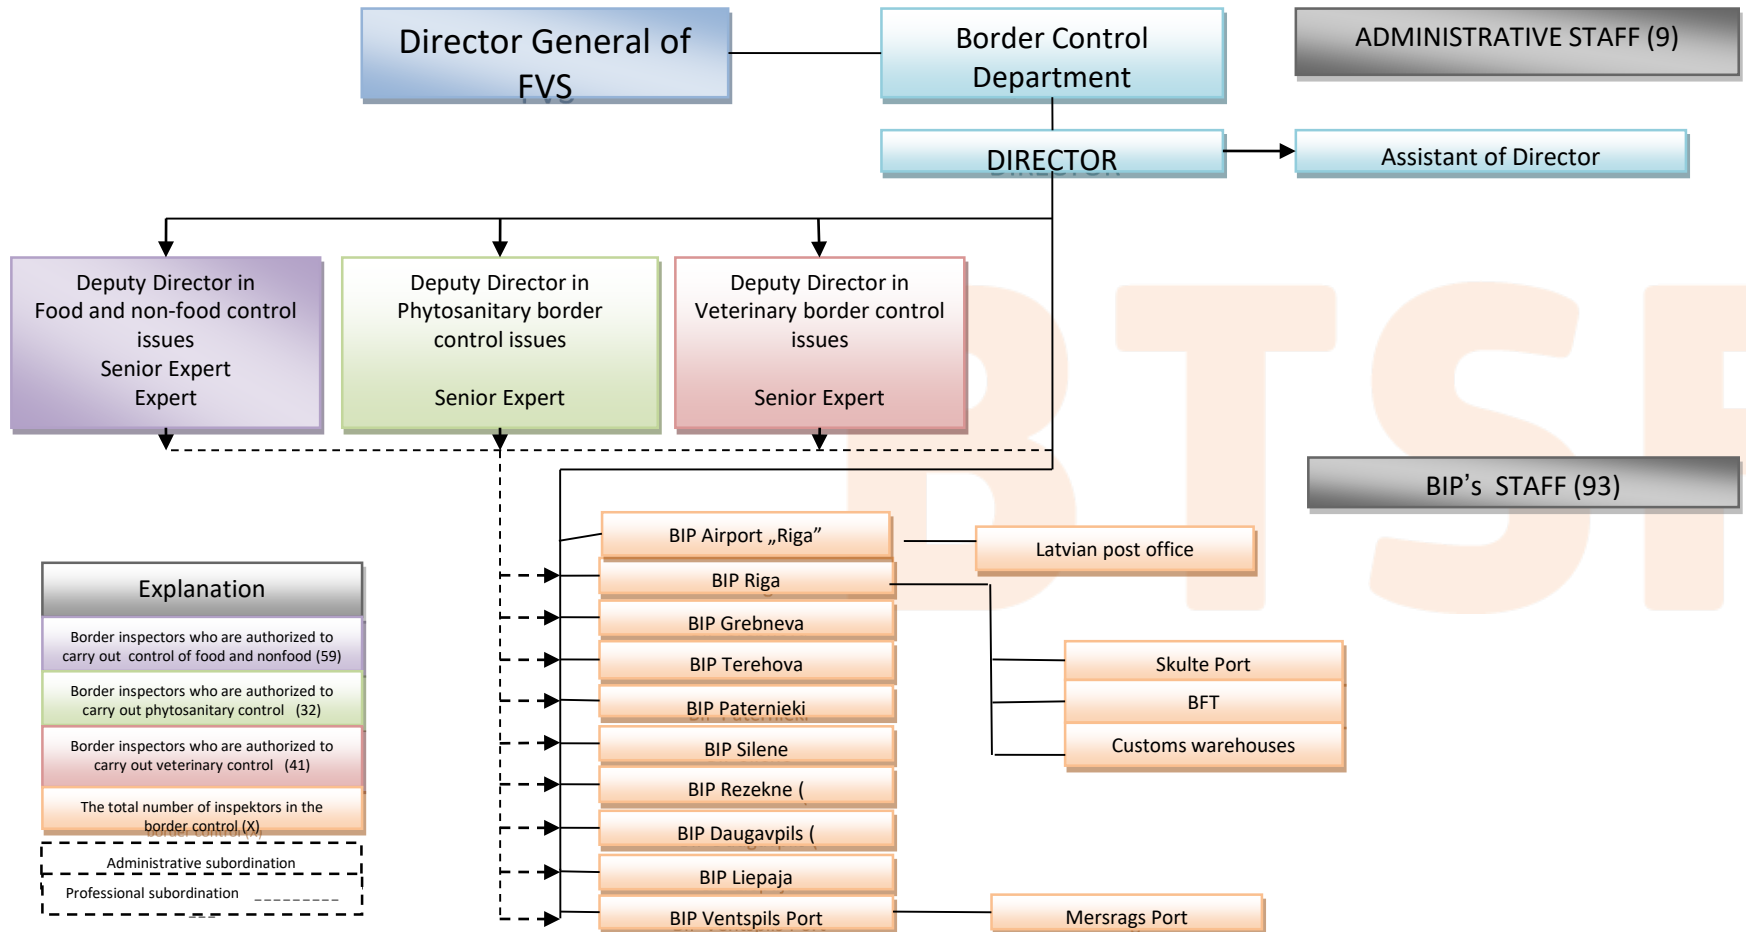 Director General of
FVS
Border Control
Department
ADMINISTRATIVE STAFF (9)
DIRECTOR
Assistant of Director
Deputy Director in
Food and non-food control
issues
Senior Expert
Expert
Deputy Director in
Phytosanitary border
control issues
Senior Expert
Deputy Director in
Veterinary border control
issues
Senior Expert
BTSF
BIP's STAFF (93)
BIP Airport „Riga”
Latvian post office
BIP Riga
BIP Grebneva
BIP Terehova
BIP Paternieki
BIP Silene
BIP Rezekne (
BIP Daugavpils (
BIP Liepaja
BIP Ventspils Port
Skulte Port
BFT
Customs warehouses
Mersrags Port
Explanation
Border inspectors who are authorized to
carry out control of food and nonfood (59)
Border inspectors who are authorized to
carry out phytosanitary control (32)
Border inspectors who are authorized to
carry out veterinary control (41)
The total number of inspektors in the
border control (X)
Administrative subordination
Professional subordination _________
___